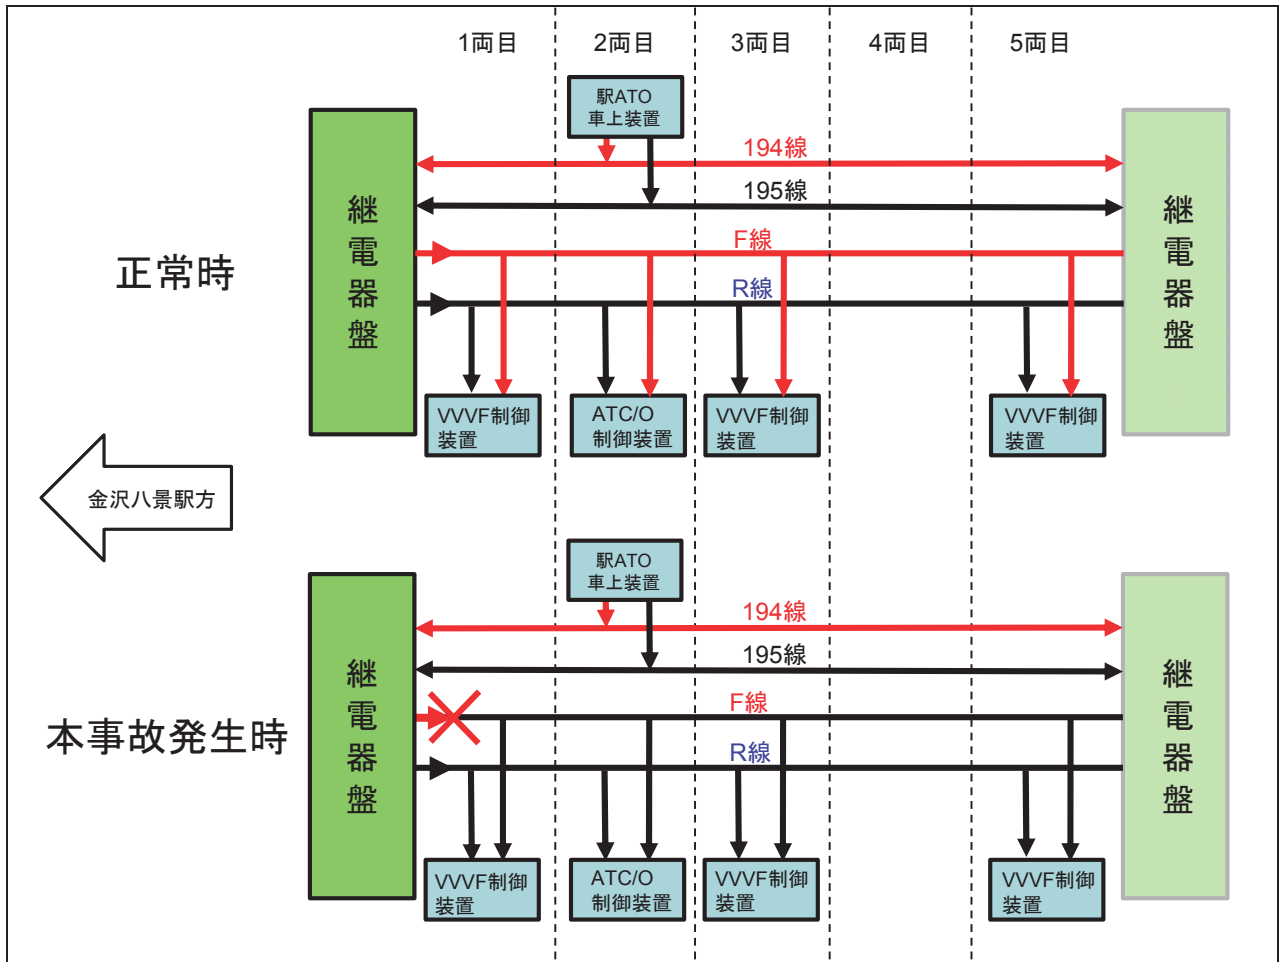 1両目 2両目 3両目 4両目 5両目
駅ATO
車上装置
194線
195線
F線
R線
継電器盤
継電器盤
正常時
VVVF制御
装置
ATC/O
制御装置
VVVF制御
装置
VVVF制御
装置
金沢八景駅方
駅ATO
車上装置
194線
195線
F線
R線
継電器盤
継電器盤
本事故発生時
VVVF制御
装置
ATC/O
制御装置
VVVF制御
装置
VVVF制御
装置